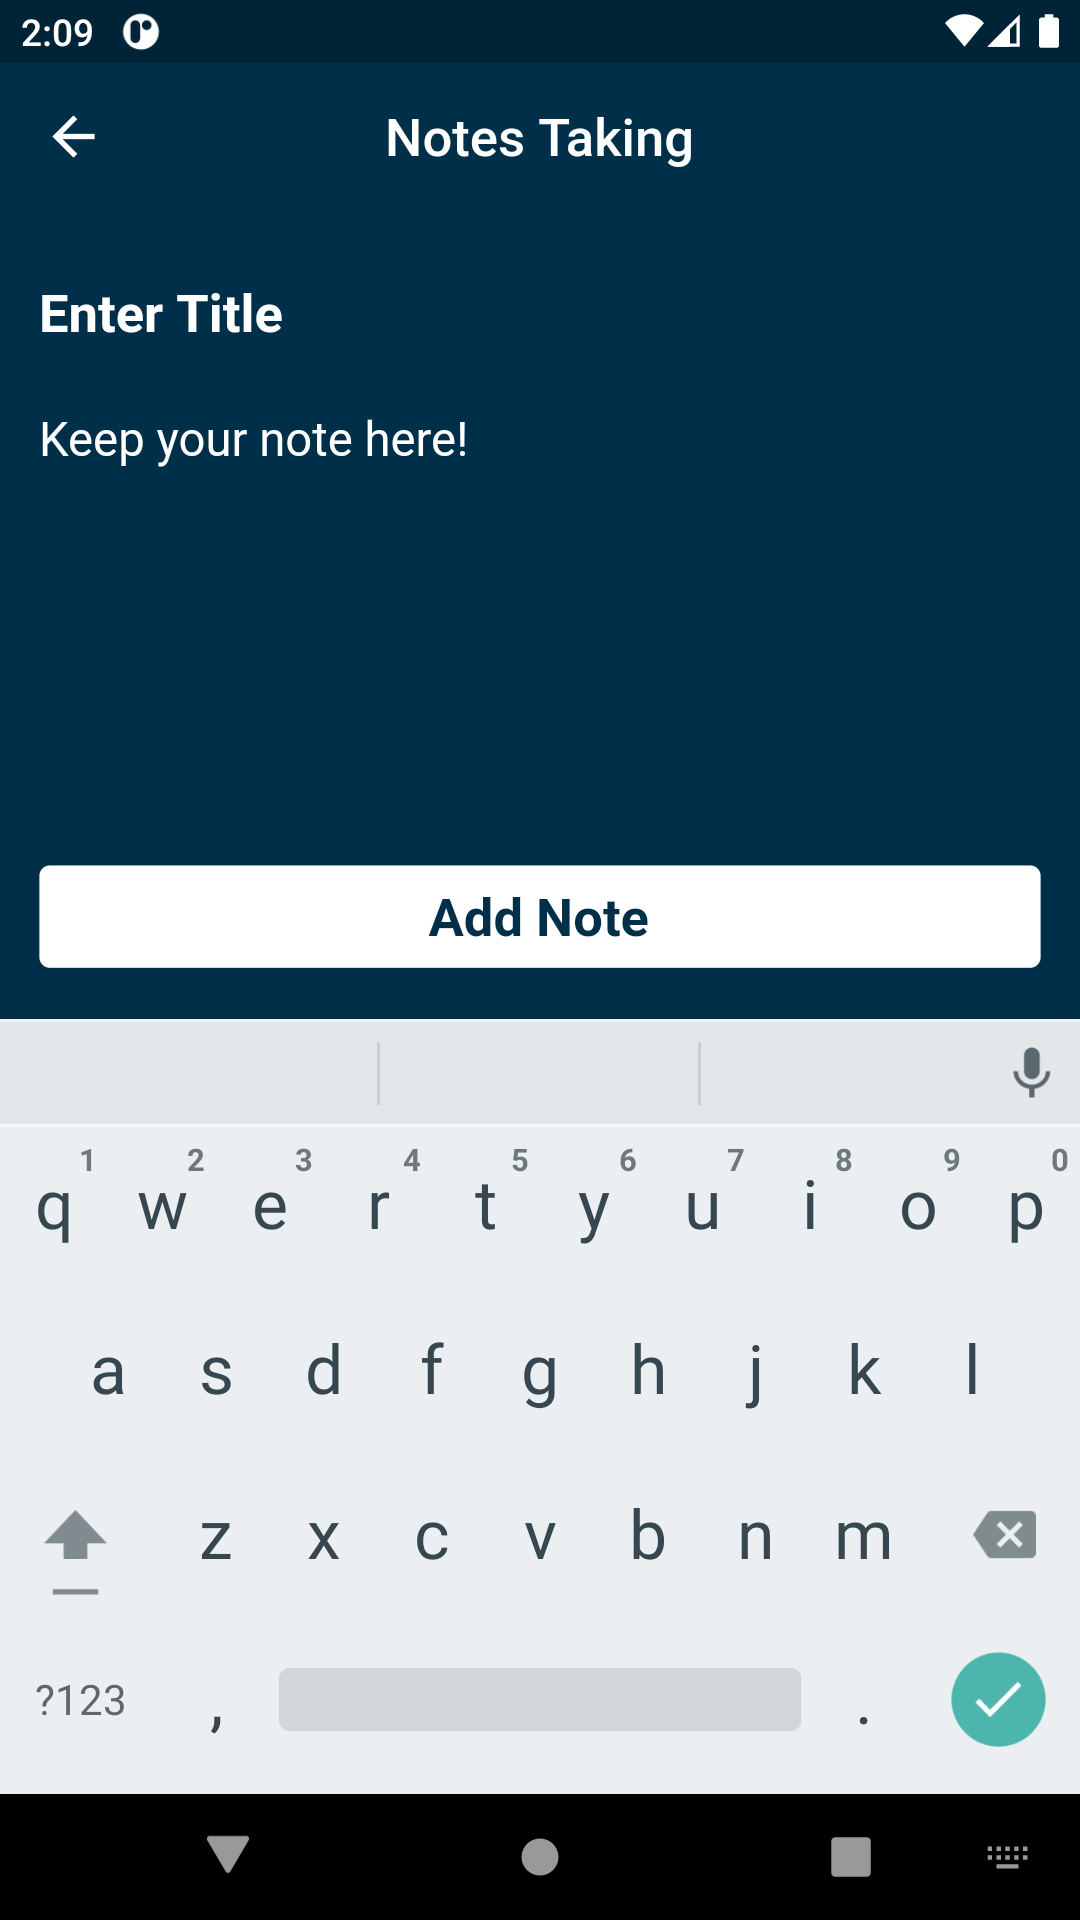 2:09
Notes Taking
Enter Title
Keep your note here!
Add Note
1 2 3 4 5 6 7 8 9 0
q w e r t y u i o p
a s d f g h j k l
z x c v b n m
?123 , .